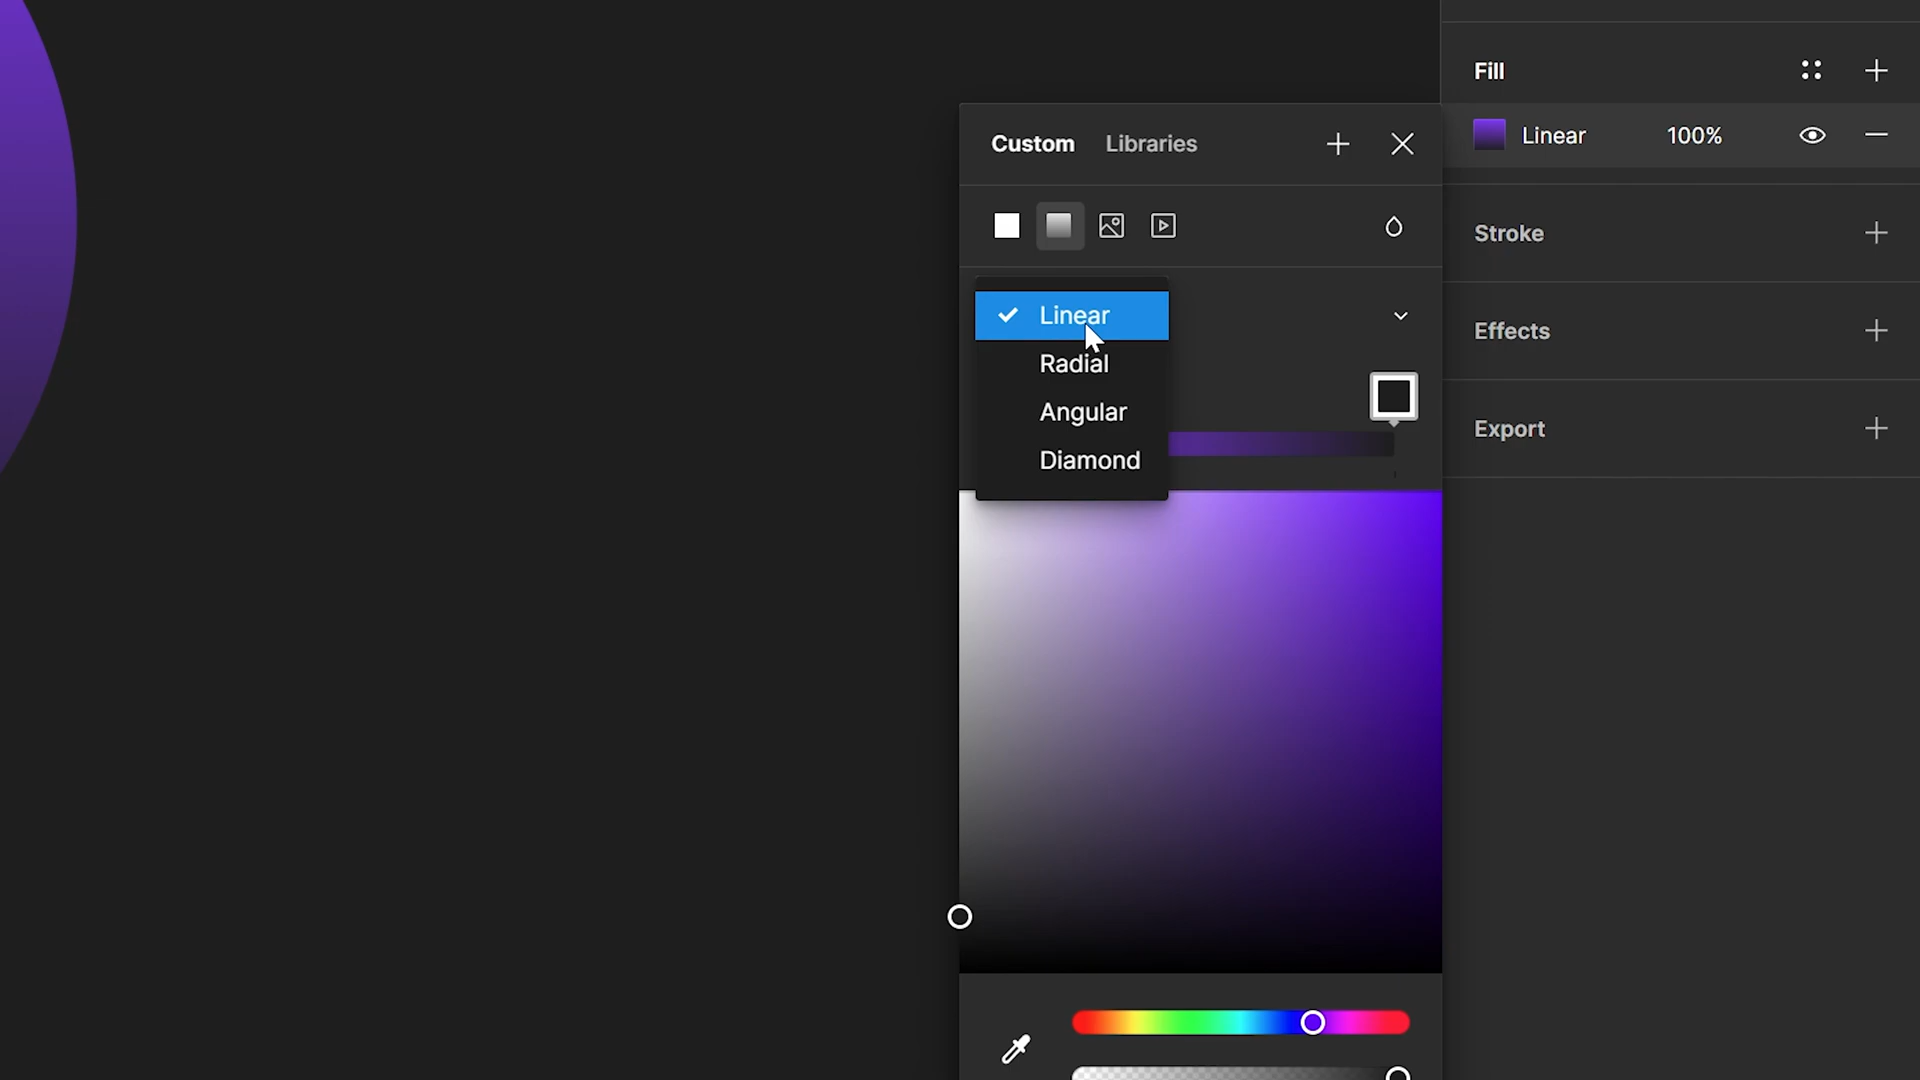 Fill
Linear 100%
Custom Libraries
Stroke
Linear
Radial
Angular
Diamond
Effects
Export